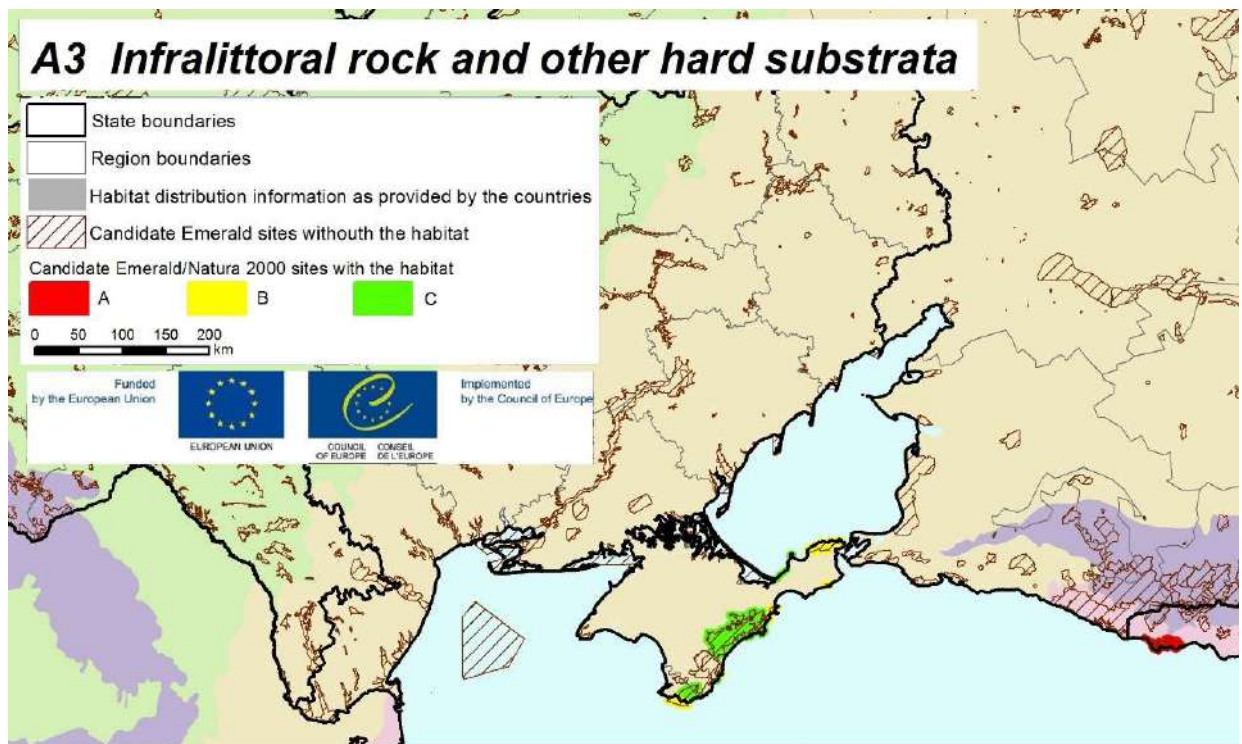 A3 Infralittoral rock and other hard substrata
State boundaries
Region boundaries
Habitat distribution information as provided by the countries
Candidate Emerald sites withouth the habitat
Candidate Emerald/Natura 2000 sites with the habitat
A B C
0 50 100 150 200
km
Funded
by the European Union
EUROPEAN UNION
COUNCIL CONSEIL
OF EUROPE DE L'EUROPE
Implemented
by the Council of Europe